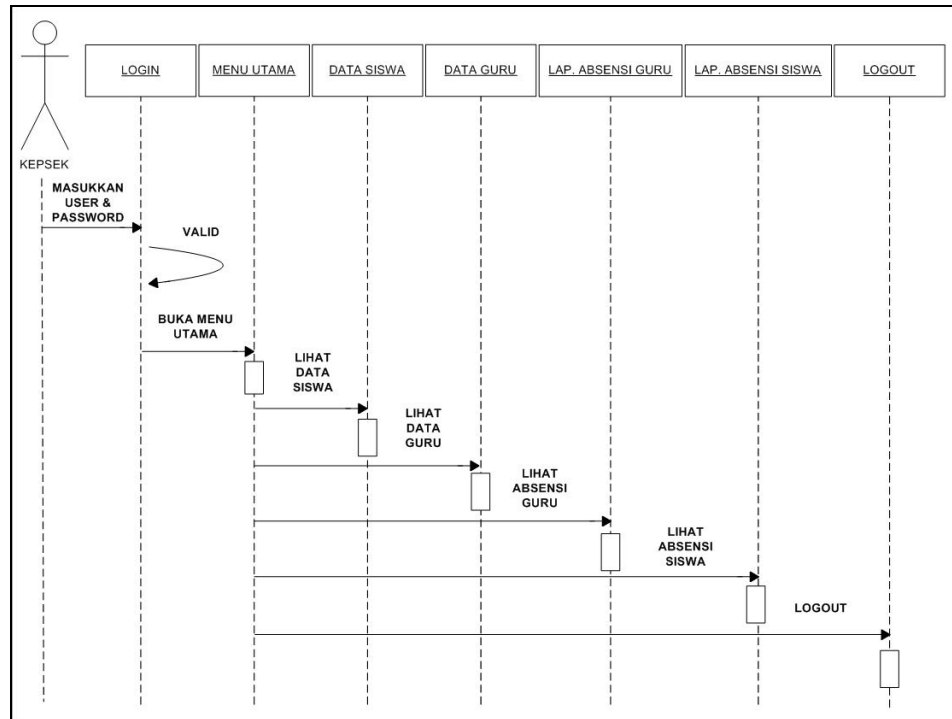 LOGIN
MENU UTAMA
DATA SISWA
DATA GURU
LAP. ABSENSI GURU
LAP. ABSENSI SISWA
LOGOUT
KEPSEK
MASUKKAN
USER &
PASSWORD
VALID
BUKA MENU
UTAMA
LIHAT
DATA
SISWA
LIHAT
DATA
GURU
LIHAT
ABSENSI
GURU
LIHAT
ABSENSI
SISWA
LOGOUT